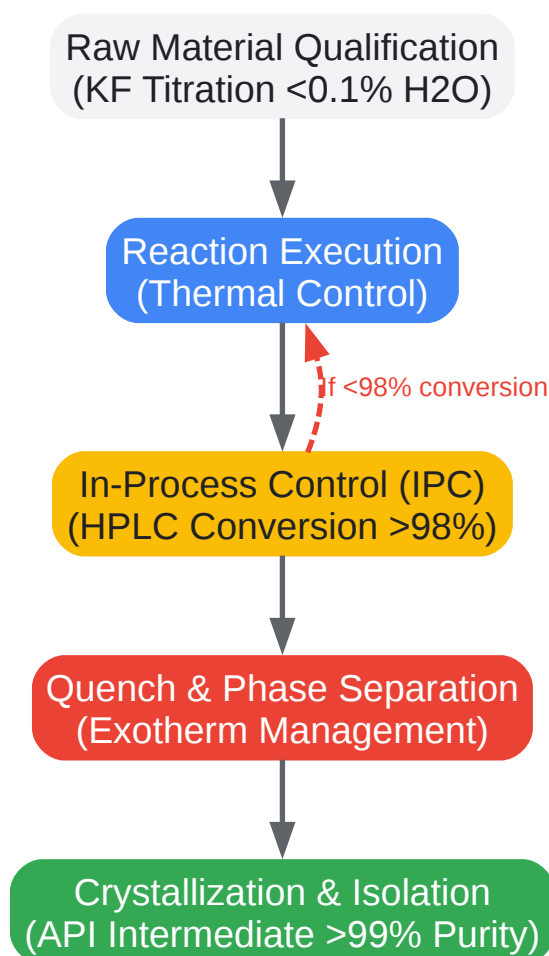 Raw Material Qualification
(KF Titration <0.1% H2O)
Reaction Execution
(Thermal Control)
If <98% conversion
In-Process Control (IPC)
(HPLC Conversion >98%)
Quench & Phase Separation
(Exotherm Management)
Crystallization & Isolation
(API Intermediate >99% Purity)